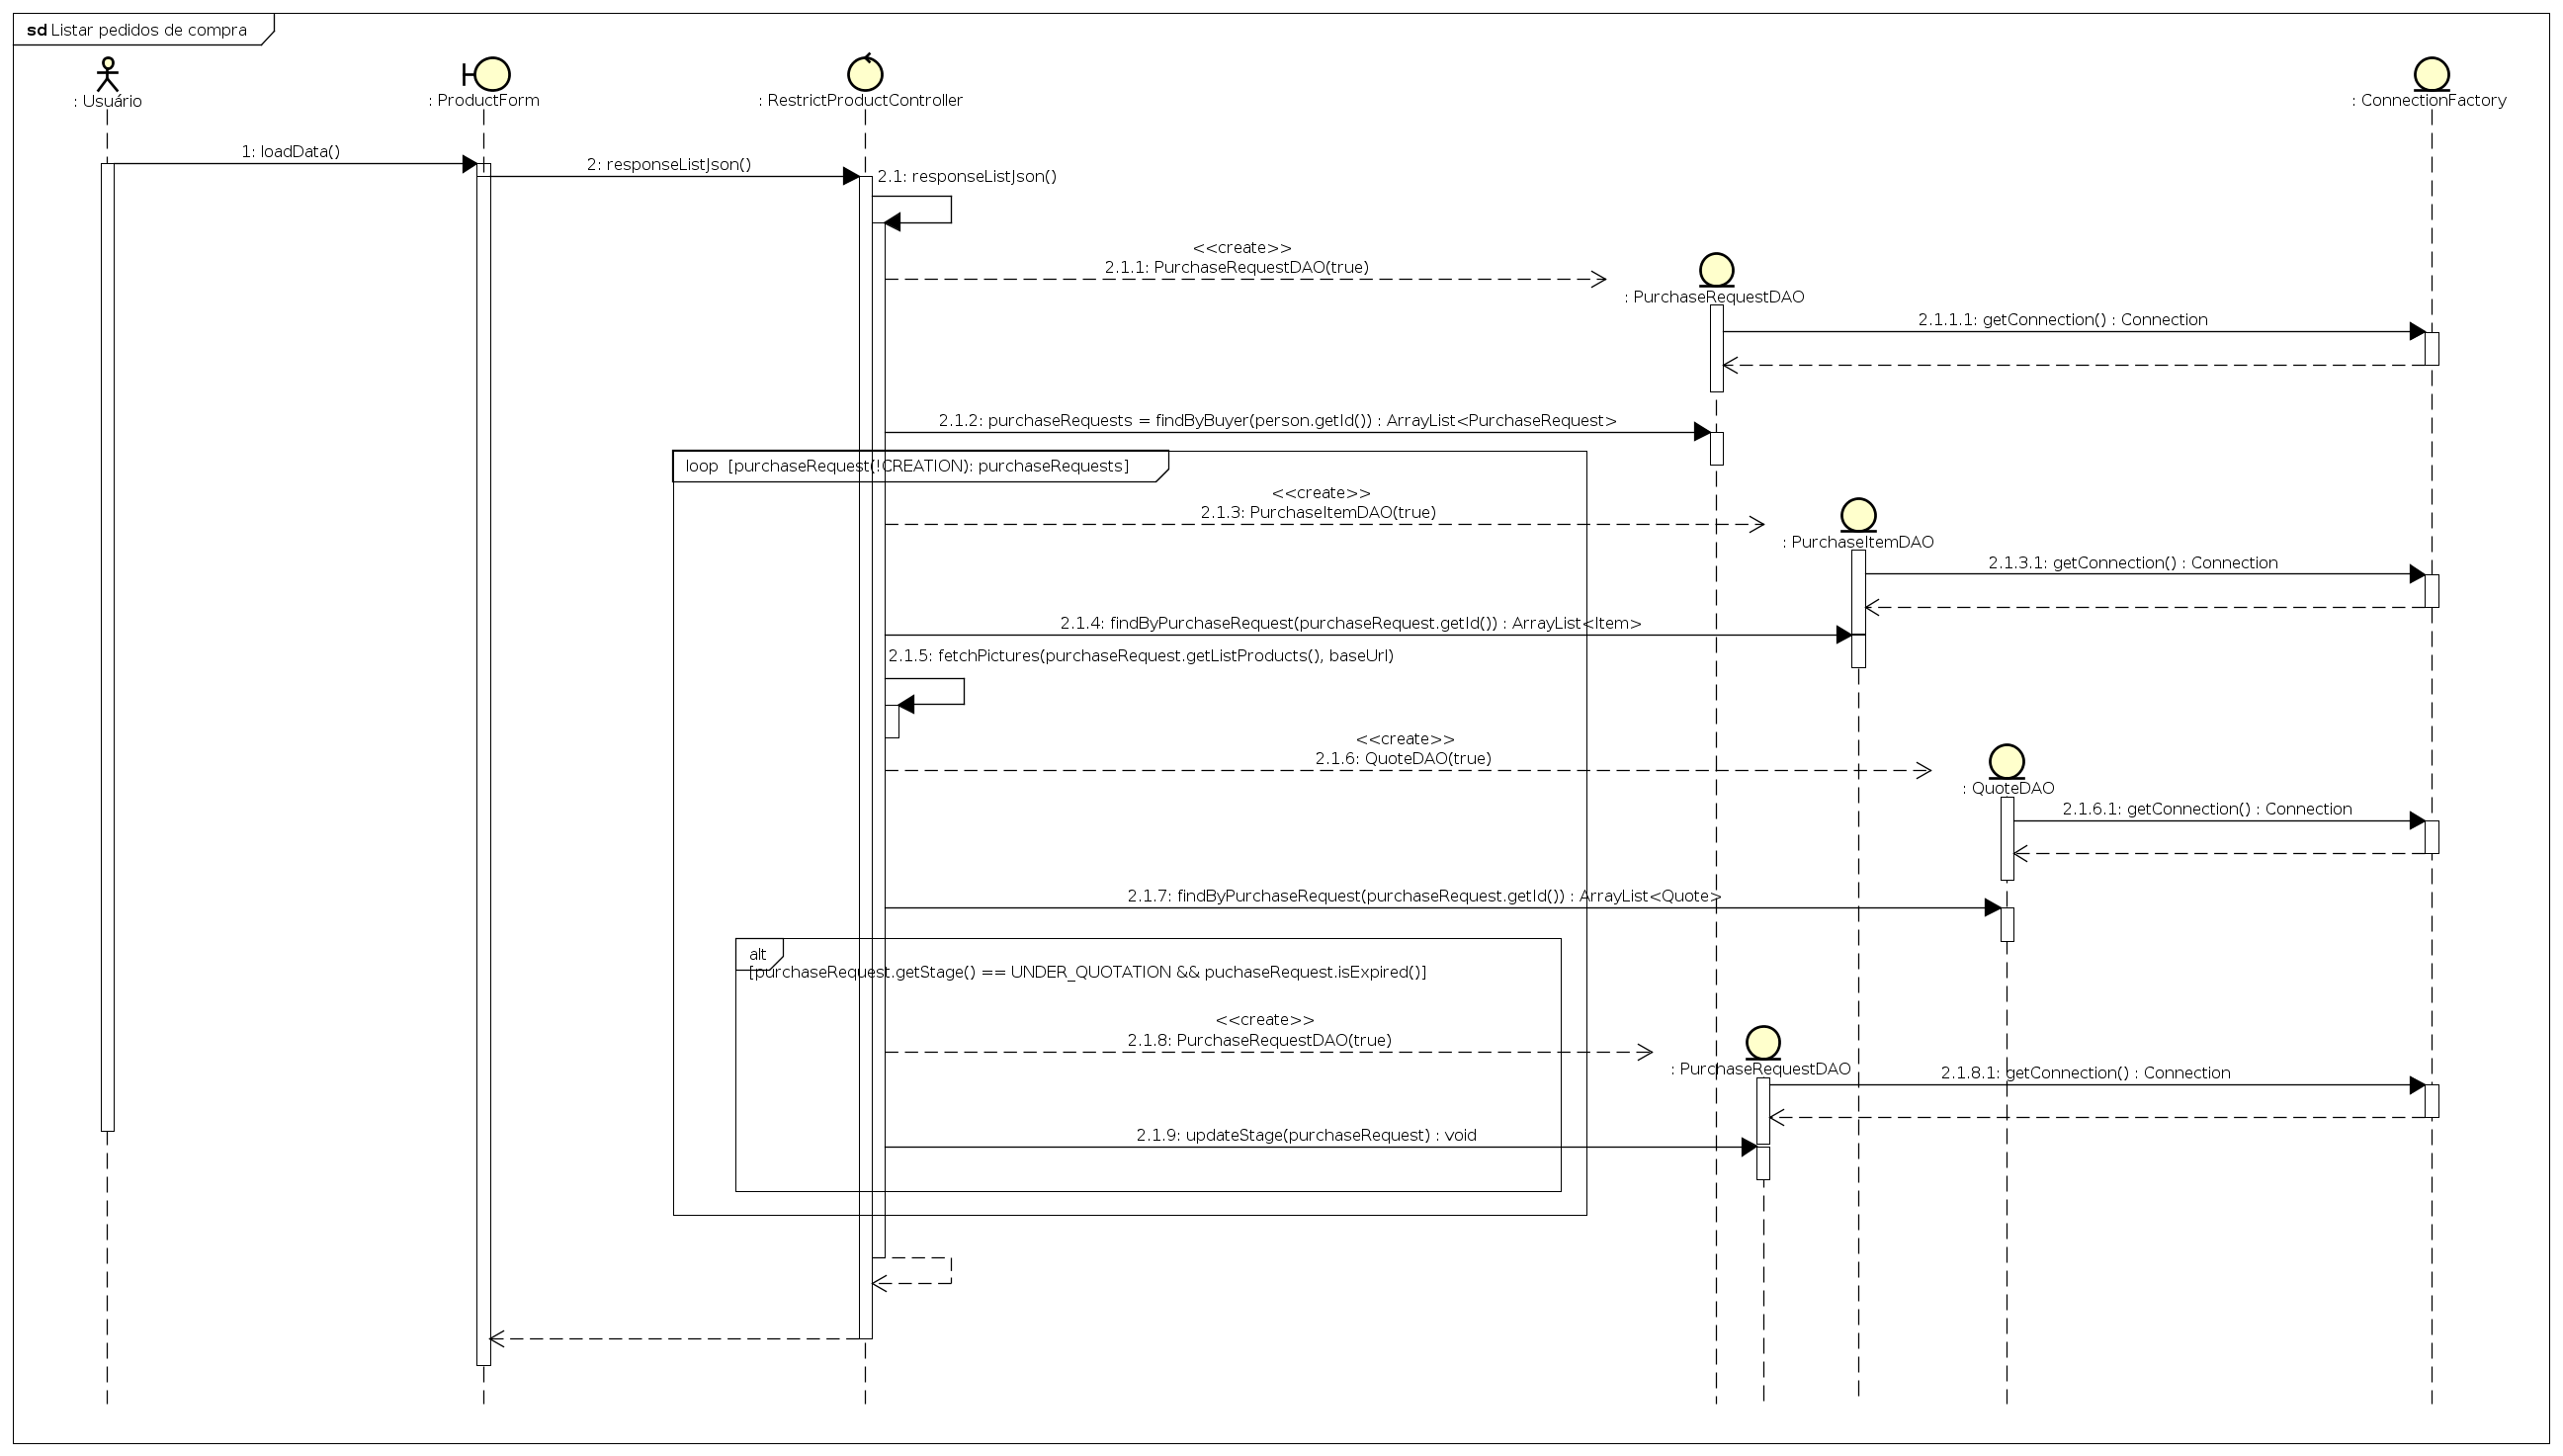 sd Listar pedidos de compra
: Usuário
: ProductForm
: RestrictProductController
: ConnectionFactory
1: loadData()
2: responseListJson()
2.1: responseListJson()
<<create>>
2.1.1: PurchaseRequestDAO(true)
: PurchaseRequestDAO
2.1.1.1: getConnection() : Connection
2.1.2: purchaseRequests = findByBuyer(person.getId()) : ArrayList<PurchaseRequest>
loop [purchaseRequest(!CREATION): purchaseRequests]
<<create>>
2.1.3: PurchaseItemDAO(true)
: PurchaseItemDAO
2.1.3.1: getConnection() : Connection
2.1.4: findByPurchaseRequest(purchaseRequest.getId()) : ArrayList<Item>
2.1.5: fetchPictures(purchaseRequest.getListProducts(), baseUrl)
<<create>>
2.1.6: QuoteDAO(true)
: QuoteDAO
2.1.6.1: getConnection() : Connection
2.1.7: findByPurchaseRequest(purchaseRequest.getId()) : ArrayList<Quote>
alt
[purchaseRequest.getStage() == UNDER_QUOTATION && puchaseRequest.isExpired()]
<<create>>
2.1.8: PurchaseRequestDAO(true)
: PurchaseRequestDAO
2.1.8.1: getConnection() : Connection
2.1.9: updateStage(purchaseRequest) : void